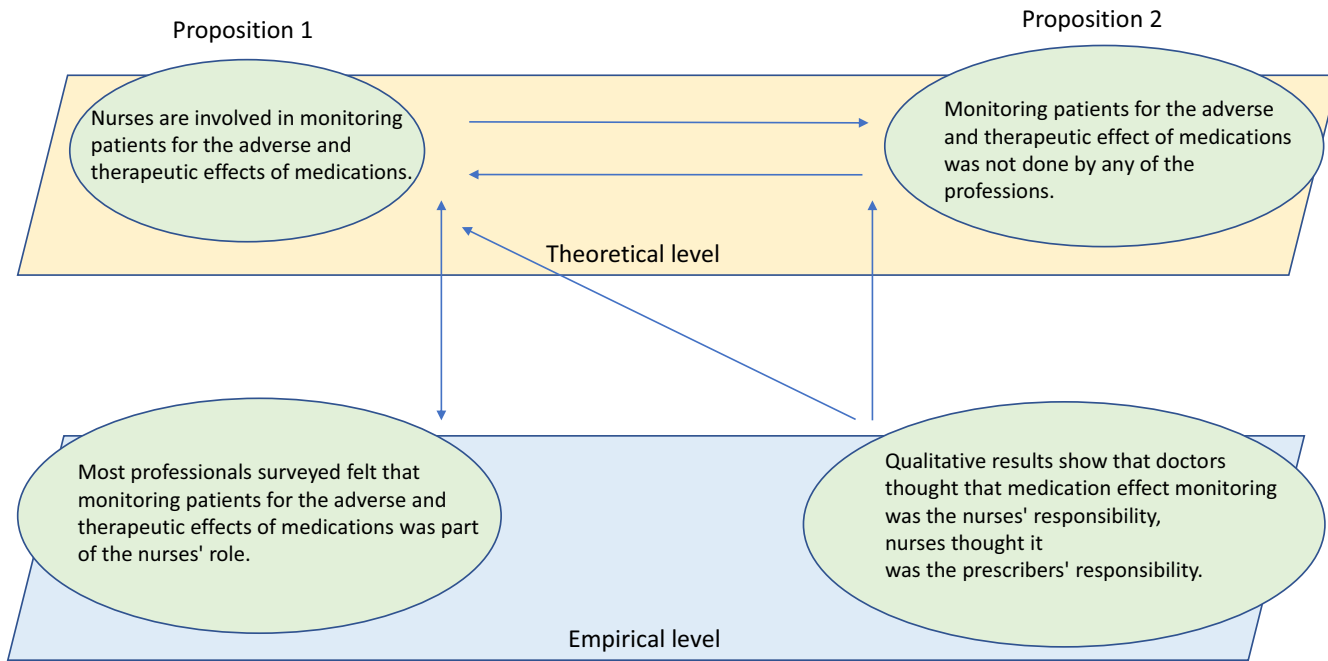 Proposition 1
Proposition 2
Nurses are involved in monitoring
patients for the adverse and
therapeutic effects of medications.
Monitoring patients for the adverse
and therapeutic effect of medications
was not done by any of the
professions.
Theoretical level
Most professionals surveyed felt that
monitoring patients for the adverse and
therapeutic effects of medications was part
of the nurses' role.
Qualitative results show that doctors
thought that medication effect monitoring
was the nurses' responsibility,
nurses thought it
was the prescribers' responsibility.
Empirical level